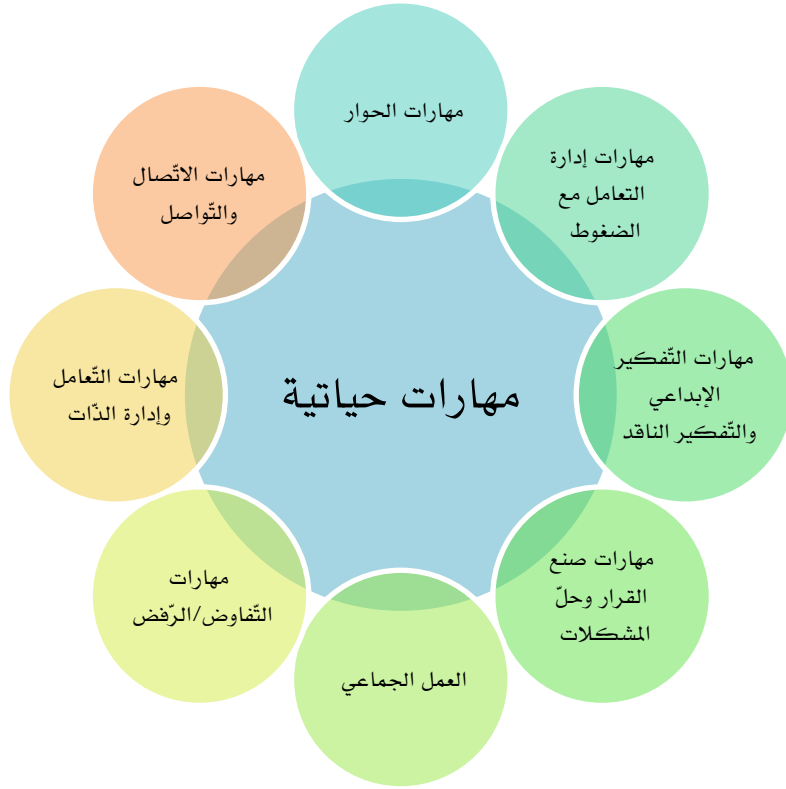 مهارات الحوار
مهارات إدارة
التعامل مع
الضغوط
مهارات التّفكير
الإبداعي
والتّفكير الناقد
مهارات صنع
القرار وحلّ
المشكلات
العمل الجماعي
مهارات
التّفاوض/الرّفض
مهارات التّعامل
وإدارة الذّات
مهارات الاتّصال
والتّواصل
مهارات حياتية